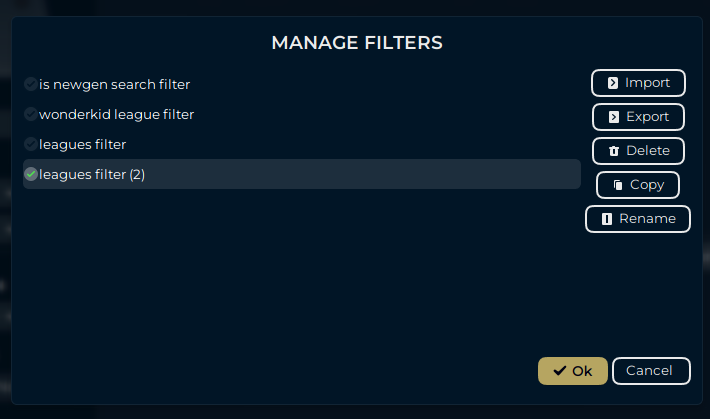 MANAGE FILTERS
is newgen search filter
wonderkid league filter
leagues filter
leagues filter (2)
Import
Export
Delete
Copy
Rename
Ok
Cancel